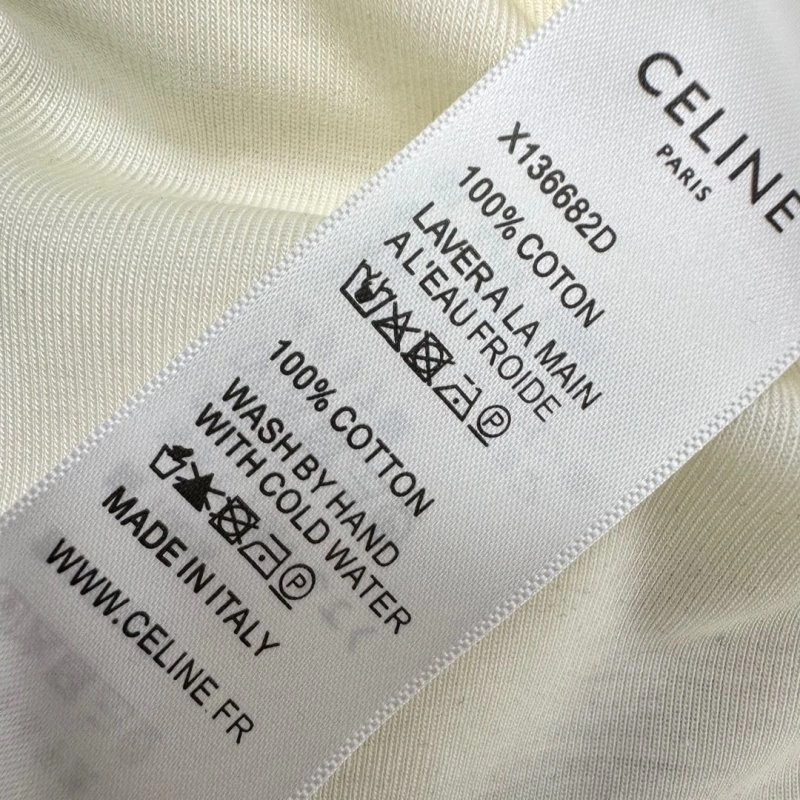 CELINE
PARIS
X136682D
100% COTON
LAVER A LA MAIN
A L'EAU FROIDE
P
100% COTTON
WASH BY HAND
WITH COLD WATER
P
MADE IN ITALY
WWW.CELINE.FR